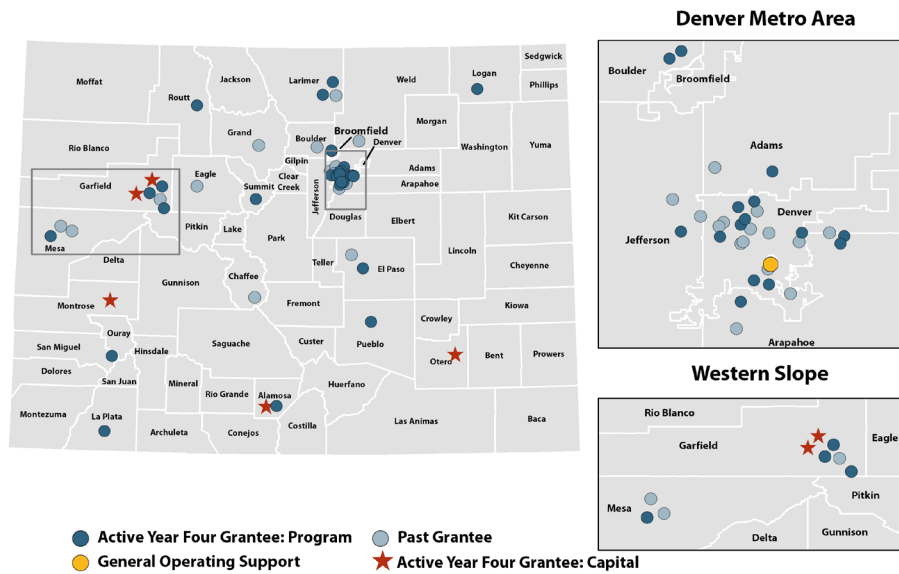 Denver Metro Area
Sedgwick
Moffat
Jackson
Larimer
Weld
Logan
Phillips
Routt
Morgan
Grand
Boulder
Broomfield
Denver
Washington
Yuma
Rio Blanco
Gilpin
Adams
Eagle
Clear
Creek
Garfield
Summit
Arapahoe
Jefferson
Douglas
Elbert
Kit Carson
Pitkin
Lake
Park
Mesa
Lincoln
Delta
Teller
El Paso
Cheyenne
Gunnison
Chaffee
Montrose
Fremont
Kiowa
Crowley
Ouray
San Miguel
Hinsdale
Saguache
Custer
Pueblo
Otero
Bent
Prowers
Dolores
San Juan
Mineral
Rio Grande
Alamosa
Huerfano
Montezuma
La Plata
Archuleta
Conejos
Costilla
Las Animas
Baca
Boulder
Broomfield
Adams
Denver
Jefferson
Arapahoe
Western Slope
Rio Blanco
Garfield
Eagle
Pitkin
Mesa
Delta
Gunnison
Active Year Four Grantee: Program
Past Grantee
General Operating Support
Active Year Four Grantee: Capital